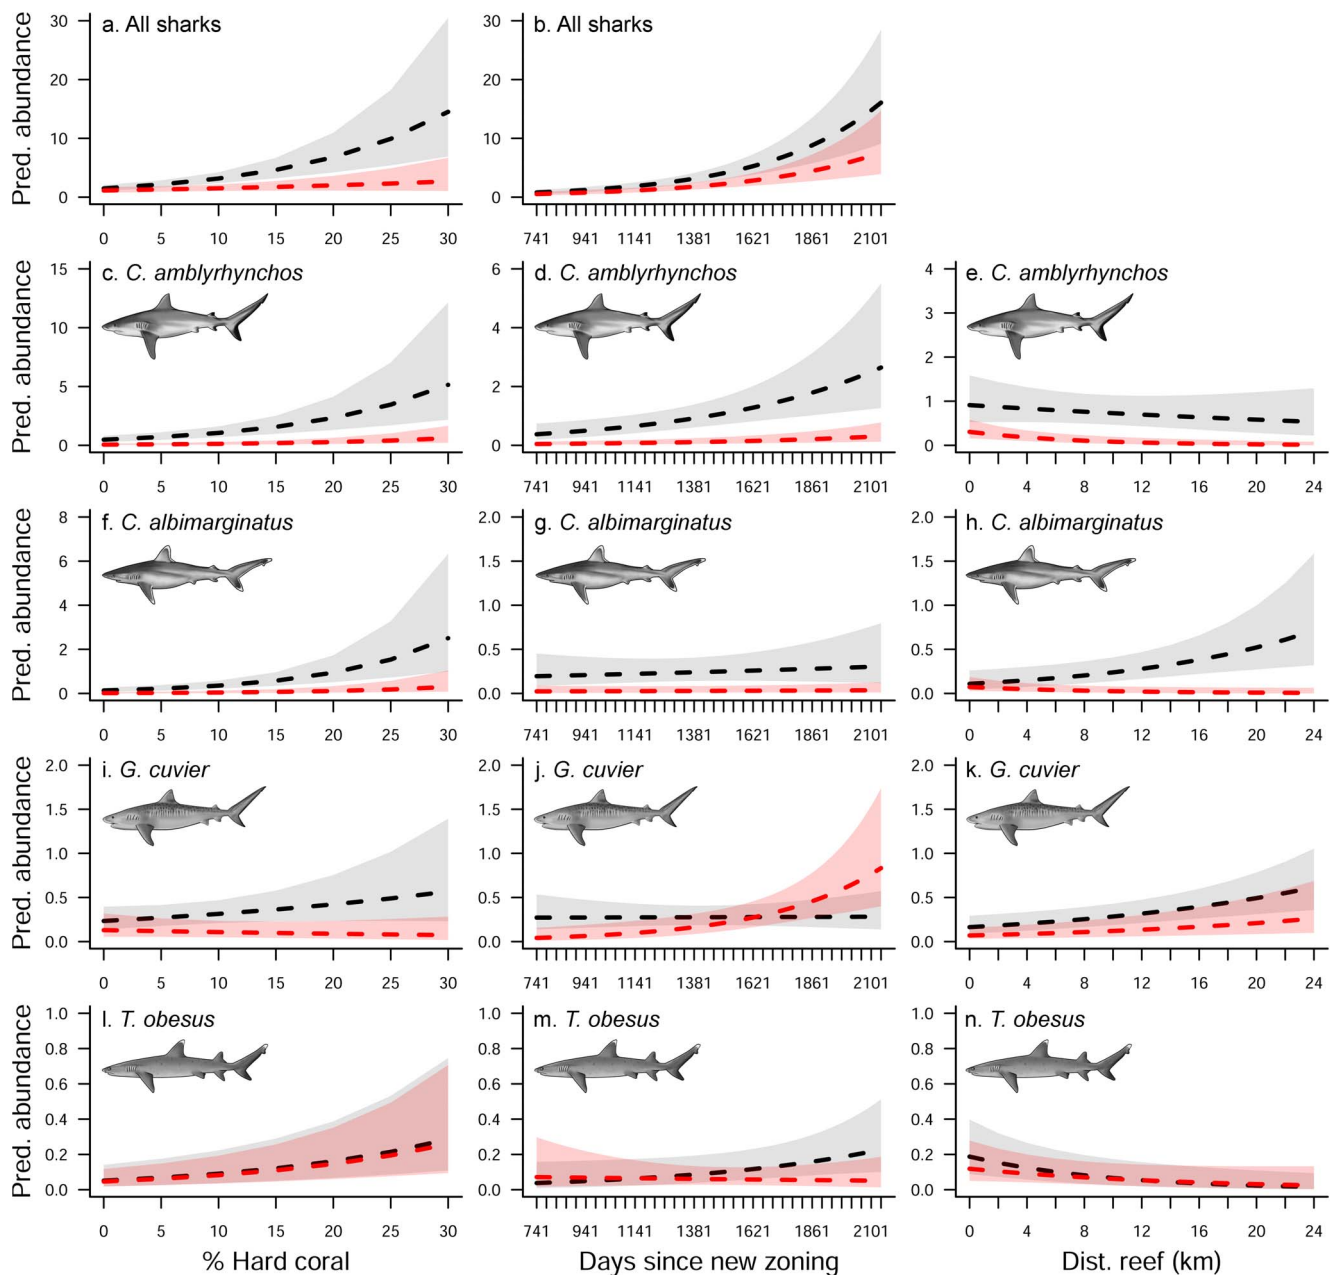 a. All sharks
b. All sharks
Pred. abundance
30
20
10
0
30
20
10
0
0 5 10 15 20 25 30
741 941 1141 1381 1621 1861 2101
c. C. amblyrhynchos
d. C. amblyrhynchos
e. C. amblyrhynchos
Pred. abundance
15
10
5
0
6
4
2
0
4
3
2
1
0
0 5 10 15 20 25 30
741 941 1141 1381 1621 1861 2101
0 4 8 12 16 20 24
f. C. albimarginatus
g. C. albimarginatus
h. C. albimarginatus
Pred. abundance
8
6
4
2
0
2.0
1.5
1.0
0.5
0.0
2.0
1.5
1.0
0.5
0.0
0 5 10 15 20 25 30
741 941 1141 1381 1621 1861 2101
0 4 8 12 16 20 24
i. G. cuvier
j. G. cuvier
k. G. cuvier
Pred. abundance
2.0
1.5
1.0
0.5
0.0
2.0
1.5
1.0
0.5
0.0
2.0
1.5
1.0
0.5
0.0
0 5 10 15 20 25 30
741 941 1141 1381 1621 1861 2101
0 4 8 12 16 20 24
l. T. obesus
m. T. obesus
n. T. obesus
Pred. abundance
1.0
0.8
0.6
0.4
0.2
0.0
1.0
0.8
0.6
0.4
0.2
0.0
1.0
0.8
0.6
0.4
0.2
0.0
0 5 10 15 20 25 30
741 941 1141 1381 1621 1861 2101
0 4 8 12 16 20 24
% Hard coral
Days since new zoning
Dist. reef (km)